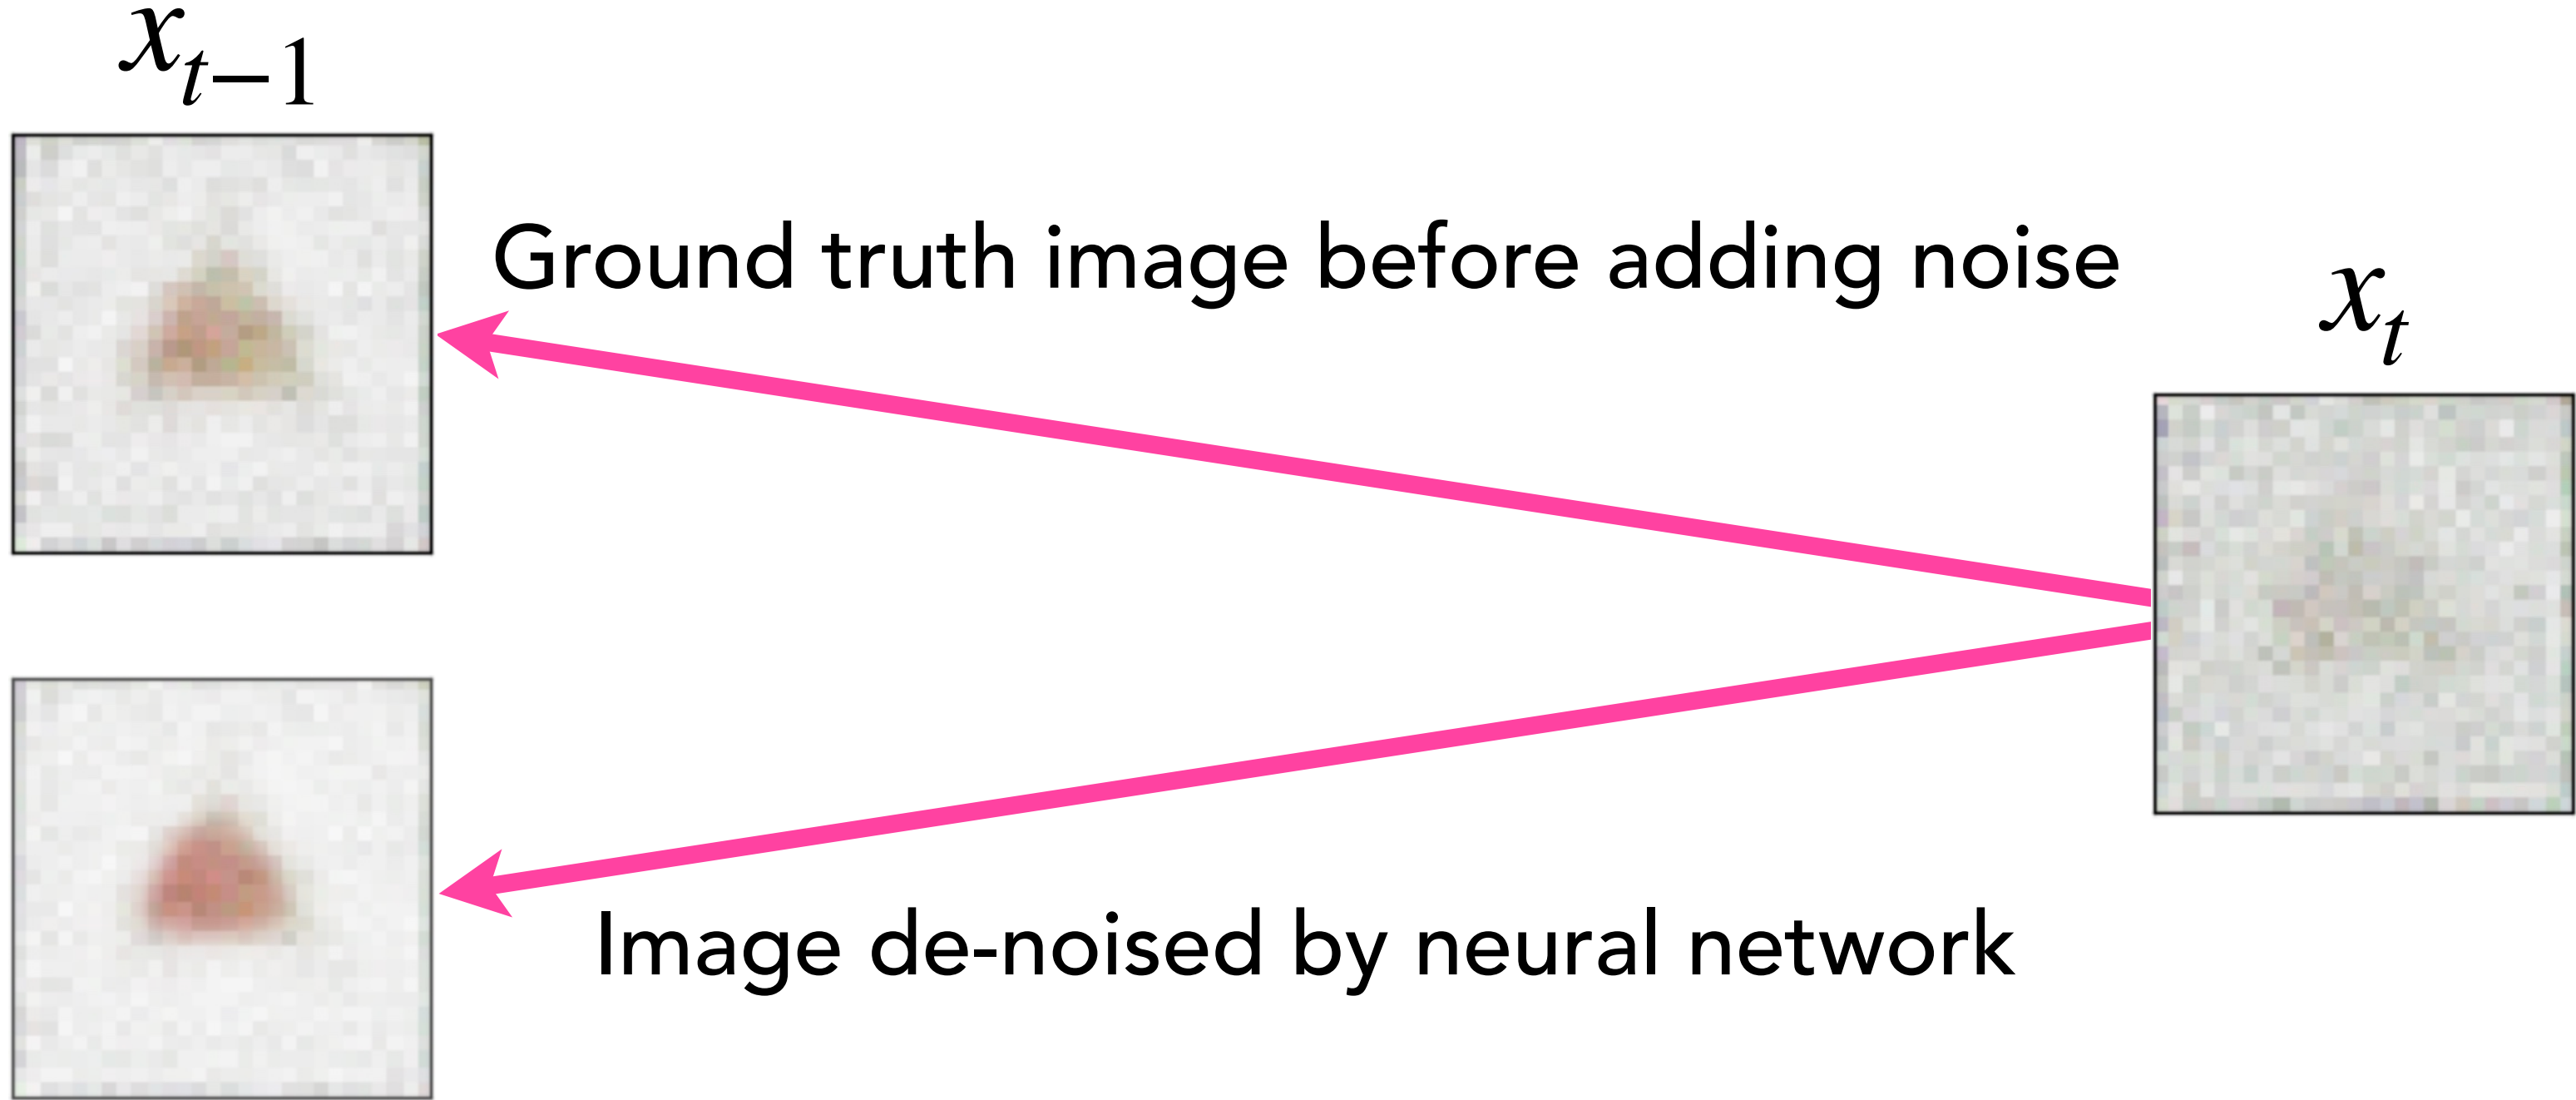 x_{t−1}
Ground truth image before adding noise
x_t
Image de-noised by neural network